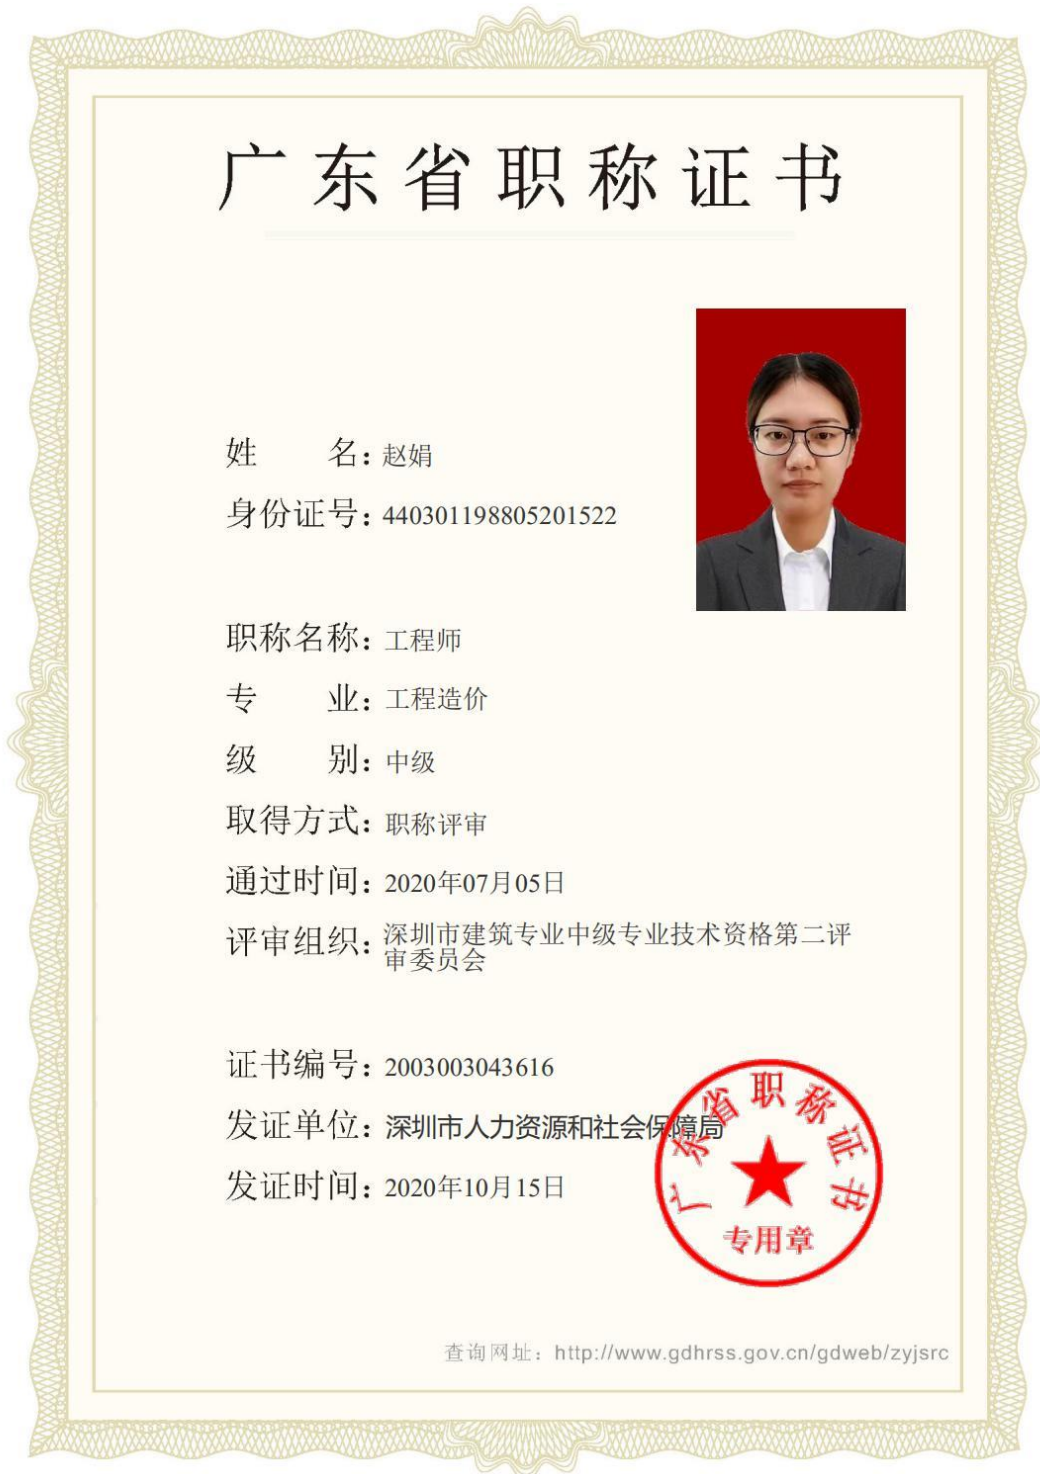 广东省职称证书
姓 名：赵娟
身份证号：440301198805201522
职称名称：工程师
专 业：工程造价
级 别：中级
取得方式：职称评审
通过时间：2020年07月05日
评审组织：深圳市建筑专业中级专业技术资格第二评
审委员会
证书编号：2003003043616
发证单位：深圳市人力资源和社会保障局
发证时间：2020年10月15日
广东省职称证书
专用章
查询网址：http://www.gdhrss.gov.cn/gdweb/zyjsrc